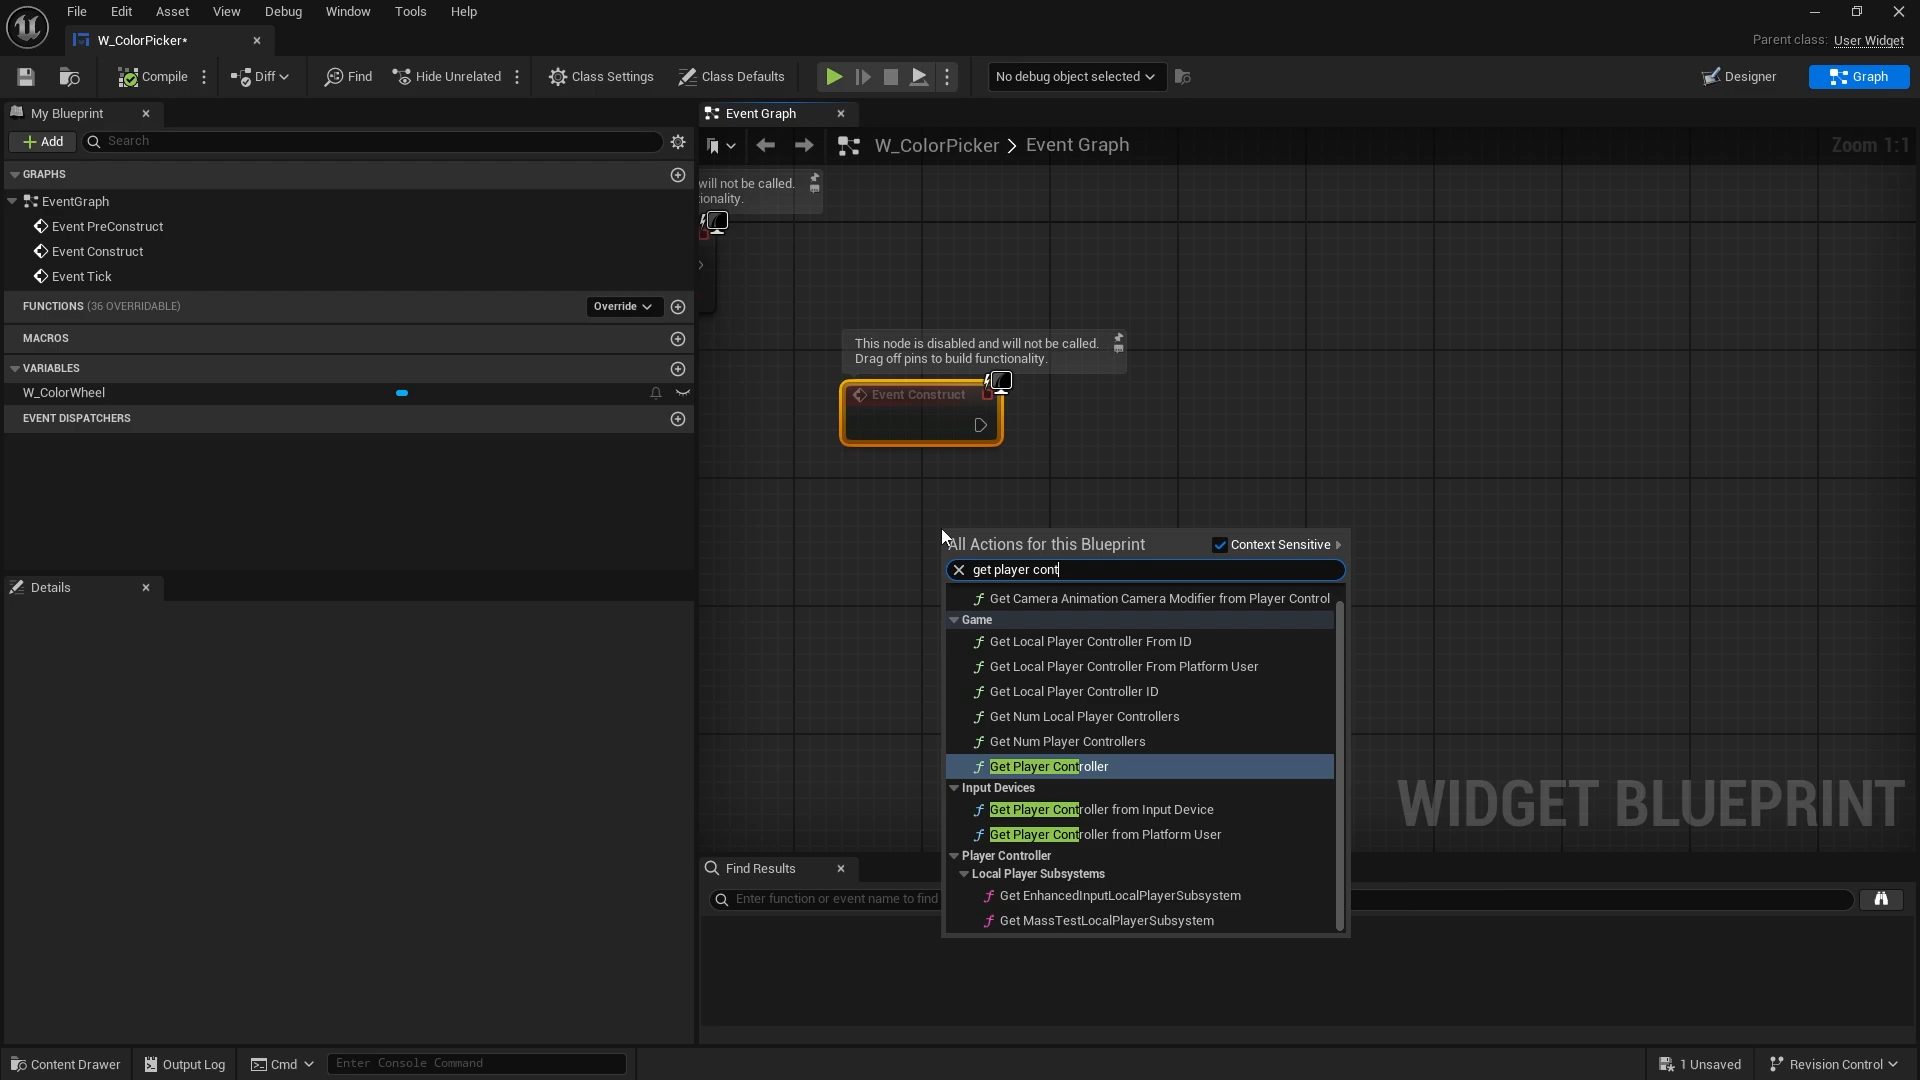 File Edit Asset View Debug Window Tools Help
W_ColorPicker*
Parent class: User Widget
Compile Diff Find Hide Unrelated Class Settings Class Defaults No debug object selected Designer Graph
My Blueprint
Add Search
GRAPHS
EventGraph
Event PreConstruct
Event Construct
Event Tick
FUNCTIONS (36 OVERRIDABLE) Override
MACROS
VARIABLES
W_ColorWheel
EVENT DISPATCHERS
Details
Event Graph
W_ColorPicker > Event Graph
Zoom 1:1
will not be called.
tionality.
This node is disabled and will not be called.
Drag off pins to build functionality.
Event Construct
All Actions for this Blueprint Context Sensitive
get player cont
Get Camera Animation Camera Modifier from Player Control
Game
Get Local Player Controller From ID
Get Local Player Controller From Platform User
Get Local Player Controller ID
Get Num Local Player Controllers
Get Num Player Controllers
Get Player Controller
Input Devices
Get Player Controller from Input Device
Get Player Controller from Platform User
Player Controller
Local Player Subsystems
Get EnhancedInputLocalPlayerSubsystem
Get MassTestLocalPlayerSubsystem
WIDGET BLUEPRINT
Find Results
Enter function or event name to find
Content Drawer Output Log Cmd Enter Console Command 1 Unsaved Revision Control